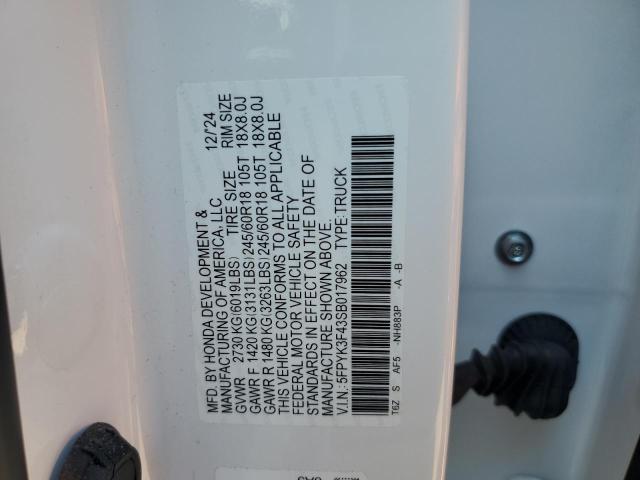 MFD. BY HONDA DEVELOPMENT &
MANUFACTURING OF AMERICA, LLC 12/'24
GVWR 2730 KG(6019LBS) TIRE SIZE RIM SIZE
GAWR F 1420 KG(3131LBS) 245/60R18 105T 18X8.0J
GAWR R 1480 KG(3263LBS) 245/60R18 105T 18X8.0J
THIS VEHICLE CONFORMS TO ALL APPLICABLE
FEDERAL MOTOR VEHICLE SAFETY
STANDARDS IN EFFECT ON THE DATE OF
MANUFACTURE SHOWN ABOVE.
V.I.N.: 5FPYK3F43SB017962 TYPE: TRUCK
T6Z S AF5 -NH883P -A -B